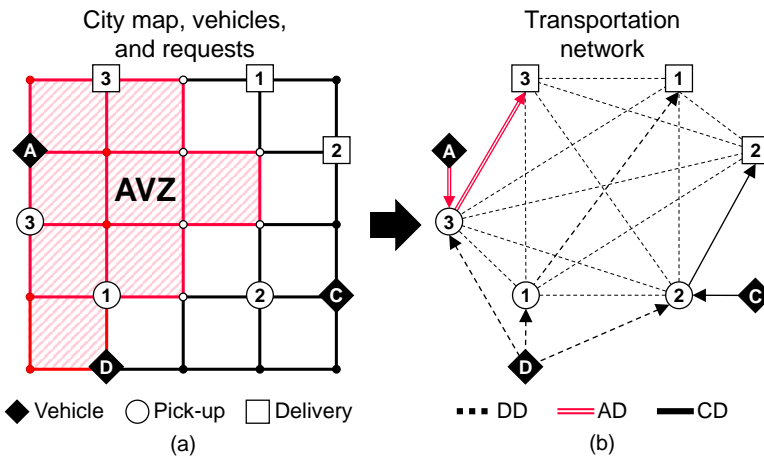 City map, vehicles,
and requests
3
1
A
2
AVZ
3
1
2
C
D
Vehicle
Pick-up
Delivery
(a)
Transportation
network
3
1
A
2
3
1
2
C
D
DD
AD
CD
(b)